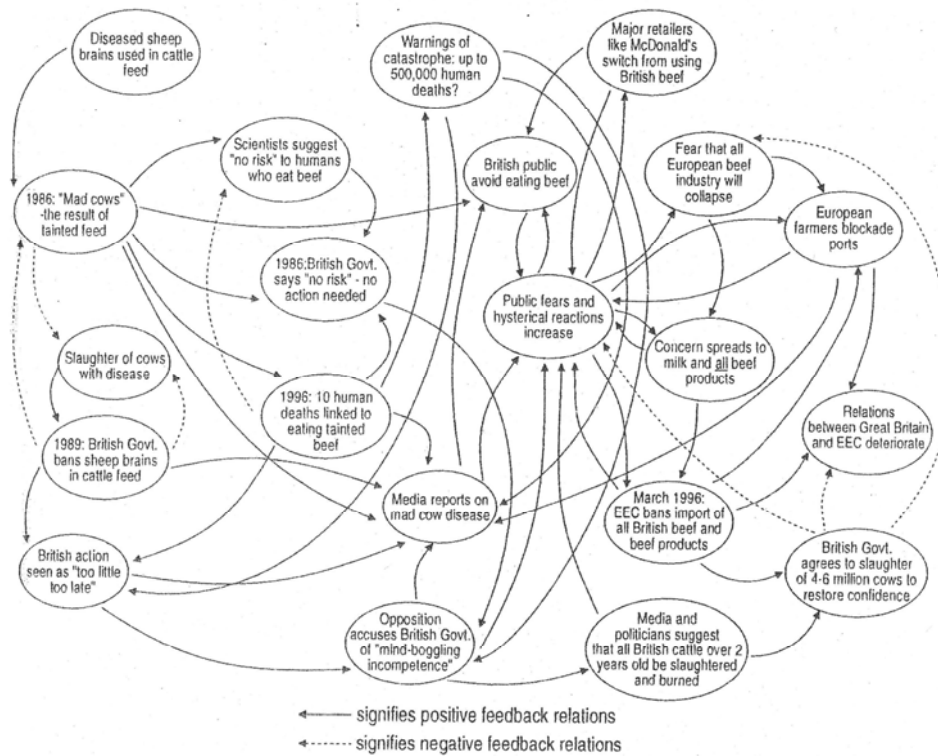 Diseased sheep
brains used in cattle
feed
Warnings of
catastrophe: up to
500,000 human
deaths?
Major retailers
like McDonald's
switch from using
British beef
Scientists suggest
"no risk" to humans
who eat beef
British public
avoid eating beef
Fear that all
European beef
industry will
collapse
1986: "Mad cows"
-the result of
tainted feed
European
farmers blockade
ports
1986:British Govt.
says "no risk" - no
action needed
Public fears and
hysterical reactions
increase
Slaughter of cows
with disease
Concern spreads to
milk and all beef
products
1996: 10 human
deaths linked to
eating tainted
beef
Relations
between Great Britain
and EEC deteriorate
1989: British Govt.
bans sheep brains
in cattle feed
Media reports on
mad cow disease
March 1996:
EEC bans import of
all British beef and
beef products
British action
seen as "too little
too late"
British Govt.
agrees to slaughter
of 4-6 million cows to
restore confidence
Opposition
accuses British Govt.
of "mind-boggling
incompetence"
Media and
politicians suggest
that all British cattle over 2
years old be slaughtered
and burned
signifies positive feedback relations
signifies negative feedback relations